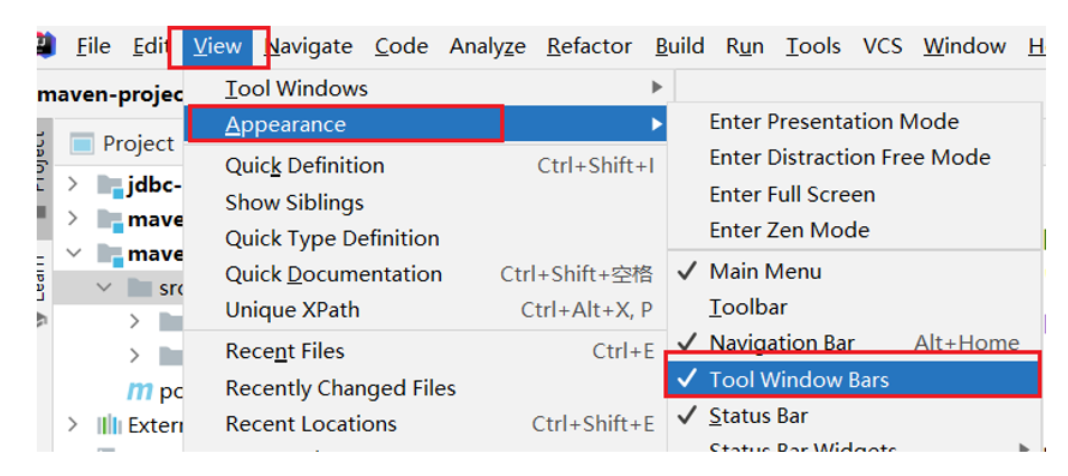 File Edit View Navigate Code Analyze Refactor Build Run Tools VCS Window
maven-projec
Project
Project
Learn
jdbc-
mave
mave
src
Extern
Tool Windows
Appearance
Quick Definition Ctrl+Shift+I
Show Siblings
Quick Type Definition
Quick Documentation Ctrl+Shift+空格
Unique XPath Ctrl+Alt+X, P
Recent Files Ctrl+E
Recently Changed Files
Recent Locations Ctrl+Shift+E
Enter Presentation Mode
Enter Distraction Free Mode
Enter Full Screen
Enter Zen Mode
✓ Main Menu
Toolbar
✓ Navigation Bar Alt+Home
✓ Tool Window Bars
✓ Status Bar
Status Bar Widgets